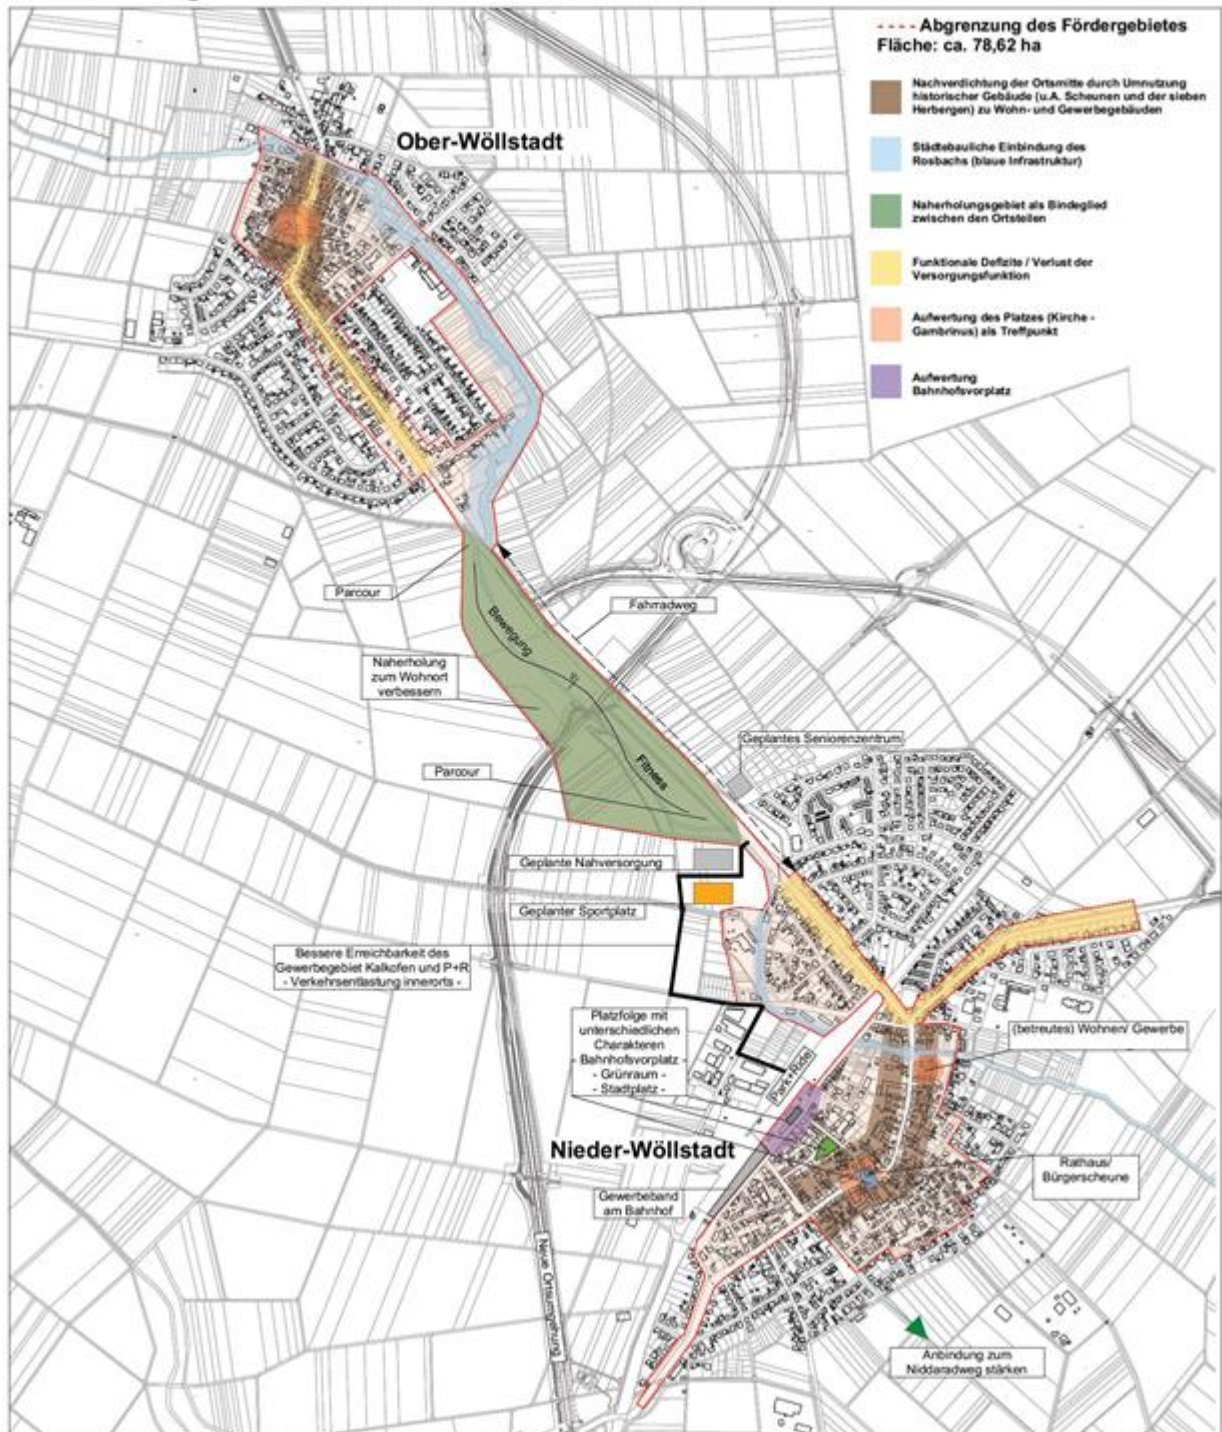 Abgrenzung des Fördergebietes
Fläche: ca. 78,62 ha
Nachverdichtung der Ortsmitte durch Umnutzung
historischer Gebäude (u.A. Scheunen und der sieben
Herbergen) zu Wohn- und Gewerbegebäuden
Städtebauliche Einbindung des
Rosbachs (blaue Infrastruktur)
Naherholungsgebiet als Bindeglied
zwischen den Ortsteilen
Funktionale Defizite / Verlust der
Versorgungsfunktion
Aufwertung des Platzes (Kirche -
Gambrinus) als Treffpunkt
Aufwertung
Bahnhofsvorplatz
Ober-Wöllstadt
Parcour
Fahrradweg
Bewegung
Naherholung
zum Wohnort
verbessern
Geplantes Seniorenzentrum
Parcour
Fitness
Geplante Nahversorgung
Geplanter Sportplatz
Bessere Erreichbarkeit des
Gewerbegebiet Kalkofen und P+R
- Verkehrsentlastung innerorts -
Platzfolge mit
unterschiedlichen
Charakteren
- Bahnhofsvorplatz -
- Grünraum -
- Stadtplatz -
(betreutes) Wohnen/ Gewerbe
Park+Ride
Nieder-Wöllstadt
Rathaus/
Bürgerscheune
Gewerbeband
am Bahnhof
Neue Ortsumgehung
Anbindung zum
Niddaradweg stärken